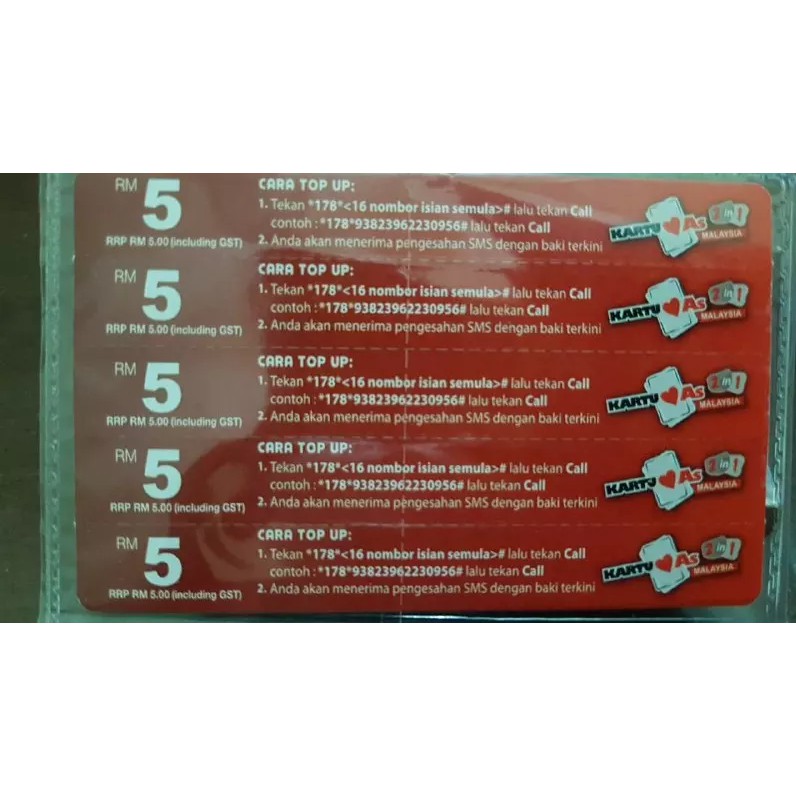 RM 5
RRP RM 5.00 (including GST)
CARA TOP UP:
1. Tekan *178*<16 nombor isian semula># lalu tekan Call
contoh : *178*93823962230956# lalu tekan Call
2. Anda akan menerima pengesahan SMS dengan baki terkini
KARTU AS 2in1
MALAYSIA
RM 5
RRP RM 5.00 (including GST)
CARA TOP UP:
1. Tekan *178*<16 nombor isian semula># lalu tekan Call
contoh : *178*93823962230956# lalu tekan Call
2. Anda akan menerima pengesahan SMS dengan baki terkini
KARTU AS 2in1
MALAYSIA
RM 5
RRP RM 5.00 (including GST)
CARA TOP UP:
1. Tekan *178*<16 nombor isian semula># lalu tekan Call
contoh : *178*93823962230956# lalu tekan Call
2. Anda akan menerima pengesahan SMS dengan baki terkini
KARTU AS 2in1
MALAYSIA
RM 5
RRP RM 5.00 (including GST)
CARA TOP UP:
1. Tekan *178*<16 nombor isian semula># lalu tekan Call
contoh : *178*93823962230956# lalu tekan Call
2. Anda akan menerima pengesahan SMS dengan baki terkini
KARTU AS 2in1
MALAYSIA
RM 5
RRP RM 5.00 (including GST)
CARA TOP UP:
1. Tekan *178*<16 nombor isian semula># lalu tekan Call
contoh : *178*93823962230956# lalu tekan Call
2. Anda akan menerima pengesahan SMS dengan baki terkini
KARTU AS 2in1
MALAYSIA